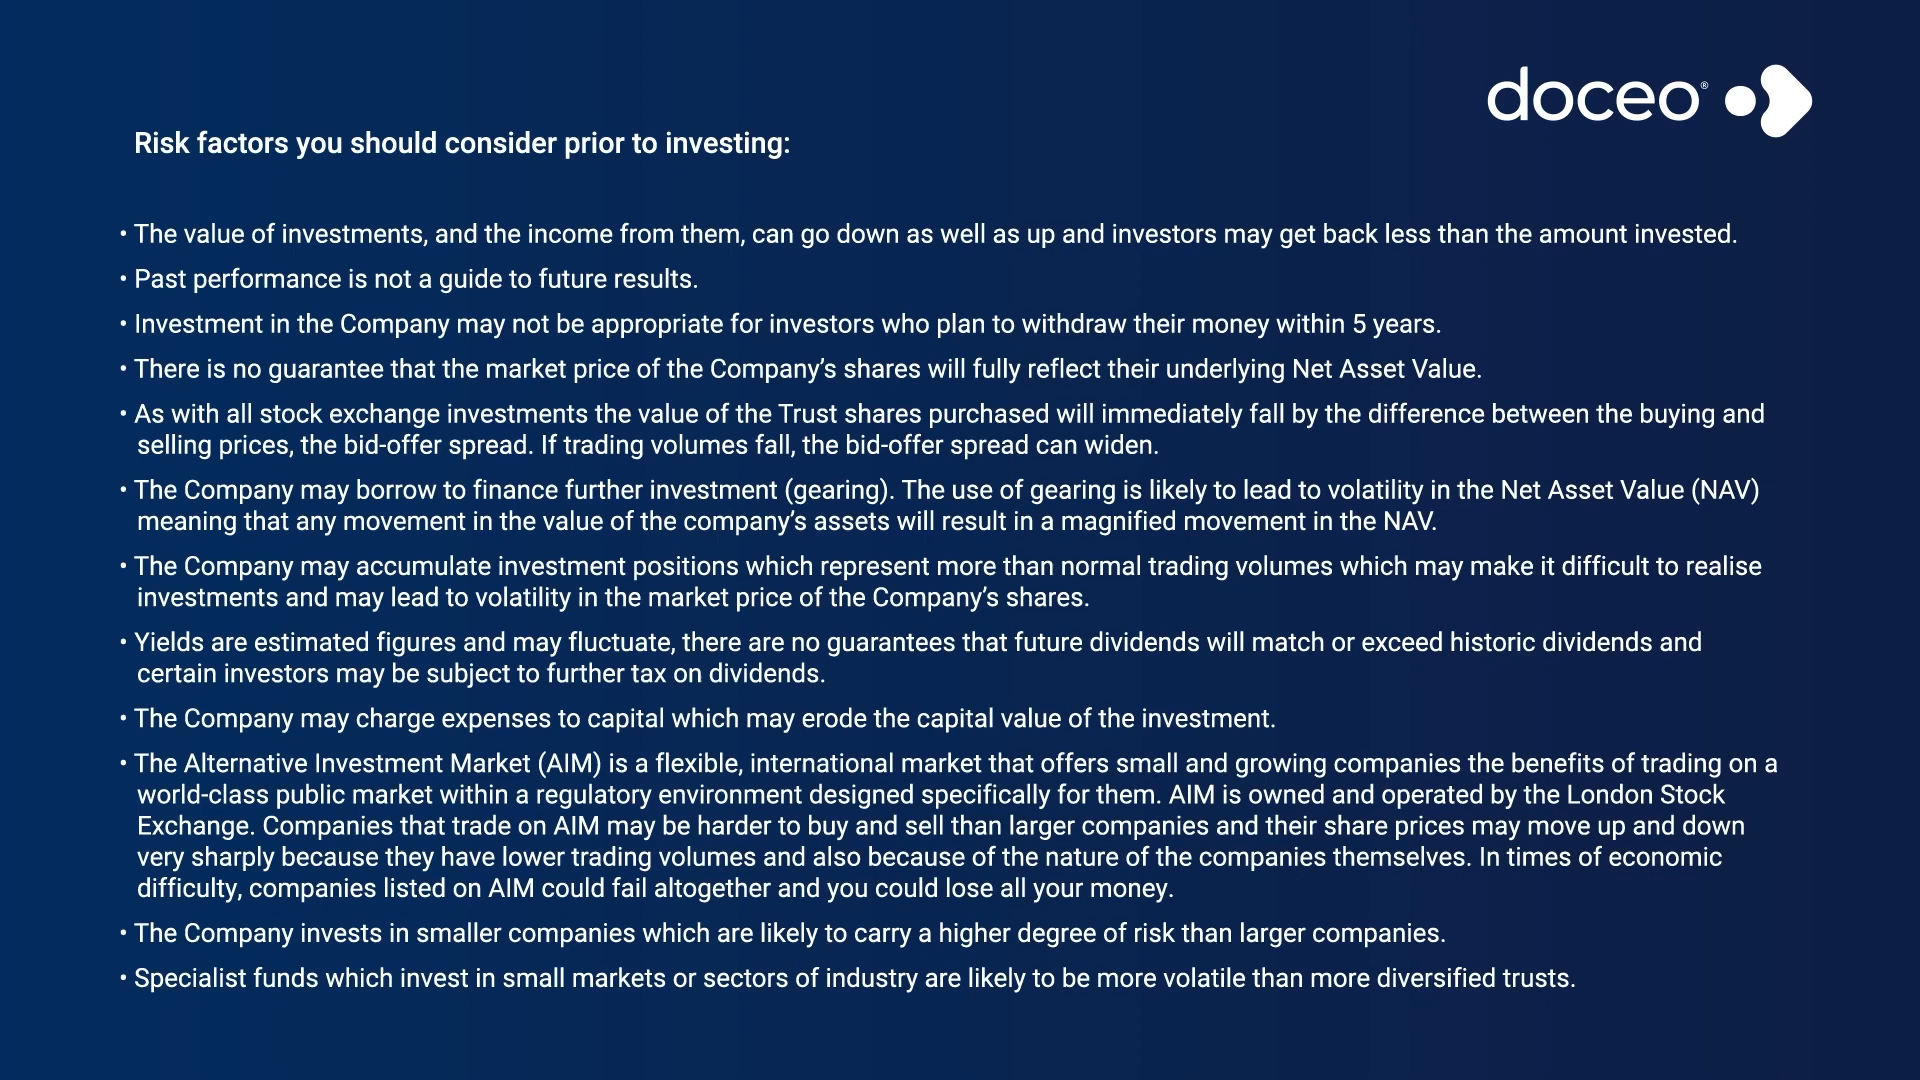 doceo®
Risk factors you should consider prior to investing:
• The value of investments, and the income from them, can go down as well as up and investors may get back less than the amount invested.
• Past performance is not a guide to future results.
• Investment in the Company may not be appropriate for investors who plan to withdraw their money within 5 years.
• There is no guarantee that the market price of the Company’s shares will fully reflect their underlying Net Asset Value.
• As with all stock exchange investments the value of the Trust shares purchased will immediately fall by the difference between the buying and
selling prices, the bid-offer spread. If trading volumes fall, the bid-offer spread can widen.
• The Company may borrow to finance further investment (gearing). The use of gearing is likely to lead to volatility in the Net Asset Value (NAV)
meaning that any movement in the value of the company’s assets will result in a magnified movement in the NAV.
• The Company may accumulate investment positions which represent more than normal trading volumes which may make it difficult to realise
investments and may lead to volatility in the market price of the Company’s shares.
• Yields are estimated figures and may fluctuate, there are no guarantees that future dividends will match or exceed historic dividends and
certain investors may be subject to further tax on dividends.
• The Company may charge expenses to capital which may erode the capital value of the investment.
• The Alternative Investment Market (AIM) is a flexible, international market that offers small and growing companies the benefits of trading on a
world-class public market within a regulatory environment designed specifically for them. AIM is owned and operated by the London Stock
Exchange. Companies that trade on AIM may be harder to buy and sell than larger companies and their share prices may move up and down
very sharply because they have lower trading volumes and also because of the nature of the companies themselves. In times of economic
difficulty, companies listed on AIM could fail altogether and you could lose all your money.
• The Company invests in smaller companies which are likely to carry a higher degree of risk than larger companies.
• Specialist funds which invest in small markets or sectors of industry are likely to be more volatile than more diversified trusts.